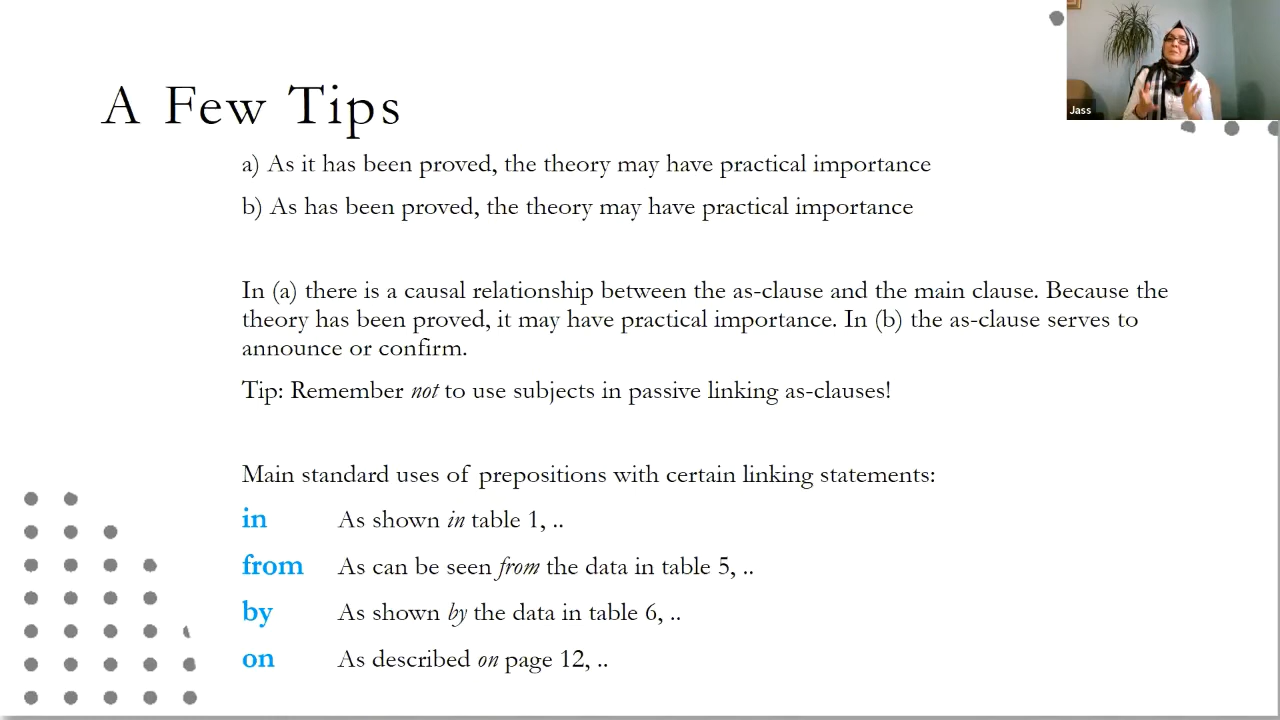 A Few Tips
Jass
a) As it has been proved, the theory may have practical importance
b) As has been proved, the theory may have practical importance
In (a) there is a causal relationship between the as-clause and the main clause. Because the
theory has been proved, it may have practical importance. In (b) the as-clause serves to
announce or confirm.
Tip: Remember not to use subjects in passive linking as-clauses!
Main standard uses of prepositions with certain linking statements:
in As shown in table 1, ..
from As can be seen from the data in table 5, ..
by As shown by the data in table 6, ..
on As described on page 12, ..